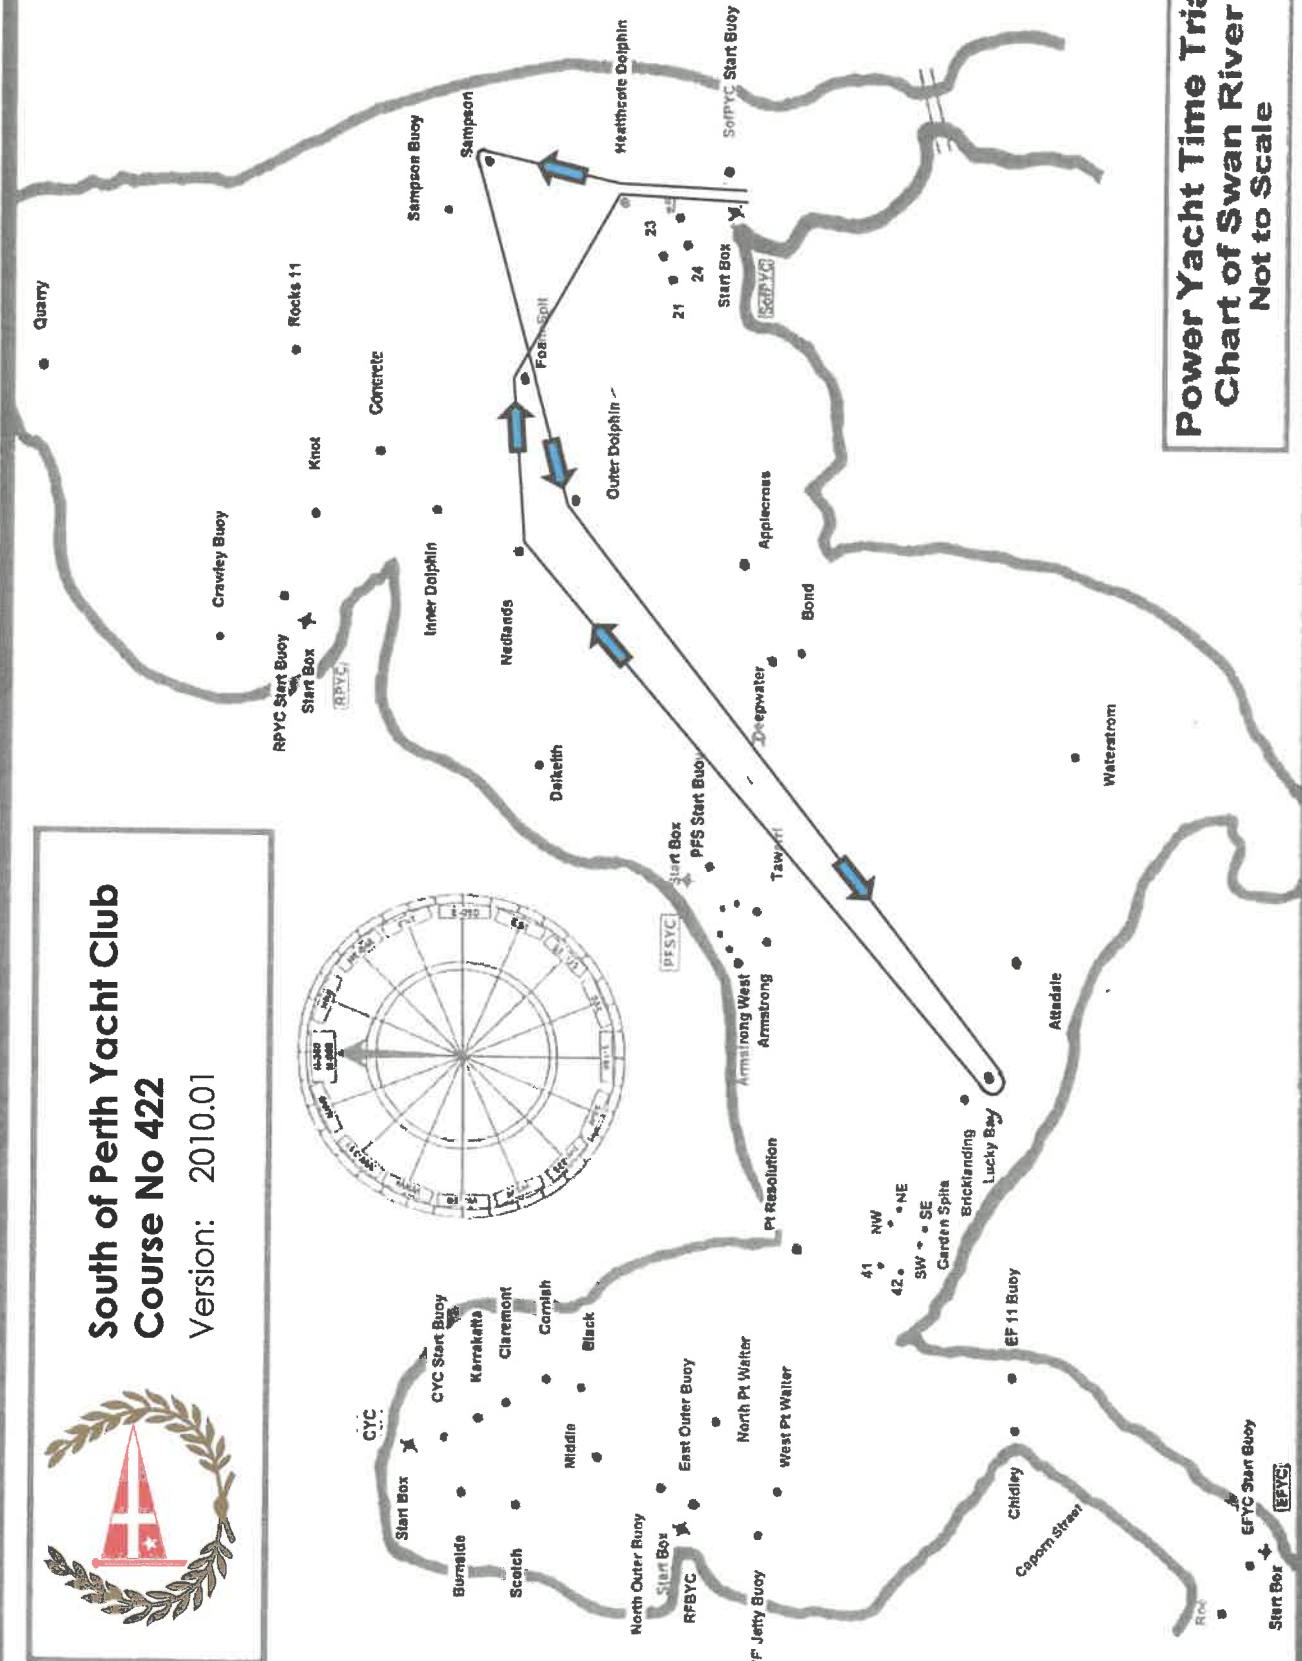 South of Perth Yacht Club
Course No 422
Version: 2010.01
Power Yacht Time
Chart of Swan River
Not to Scale
Quarry
Rocks 11
Concrete
Knot
Crawley Buoy
Inner Dolphin
RPYC Start Buoy
Start Box
RPYC
Sampson Buoy
Sampson
Heathcote Dolphin
SofPYC Start Buoy
23
21
24
Start Box
SofPYC
Outer Dolphin
Nedlands
Applecross
Bond
Deepwater
Dalkeith
Waterstrom
Start Box
PFS Start Buoy
PFSYC
Armstrong West
Armstrong
Attadale
Pt Resolution
Lucky Bay
Bricklanding
Garden Spits
NW
NE
SE
SW
41
42
EF 11 Buoy
CYC
Start Box
CYC Start Buoy
Karrakatta
Claremont
Cornish
Black
Middle
Burnside
Scotch
East Outer Buoy
North Pt Walter
West Pt Walter
North Outer Buoy
Start Box
RFBYC
Jetty Buoy
Chidley
Caporn Street
EFYC Start Buoy
EFYC
Start Box